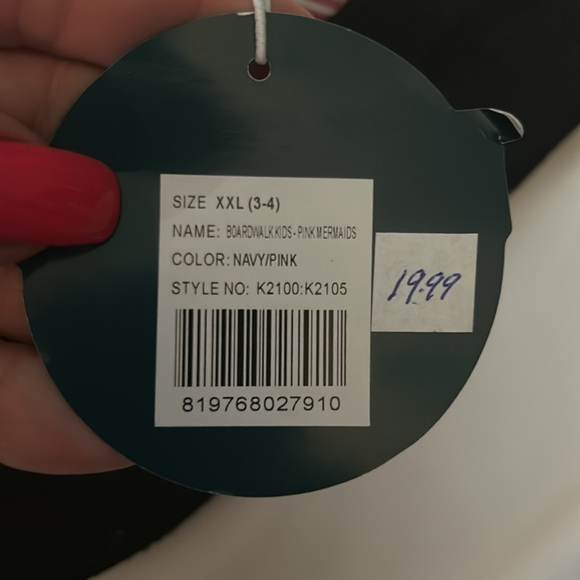 SIZE XXL (3-4)
NAME: BOARDWALK KIDS - PINK MERMAIDS
COLOR: NAVY/PINK
STYLE NO: K2100:K2105
819768027910
19.99